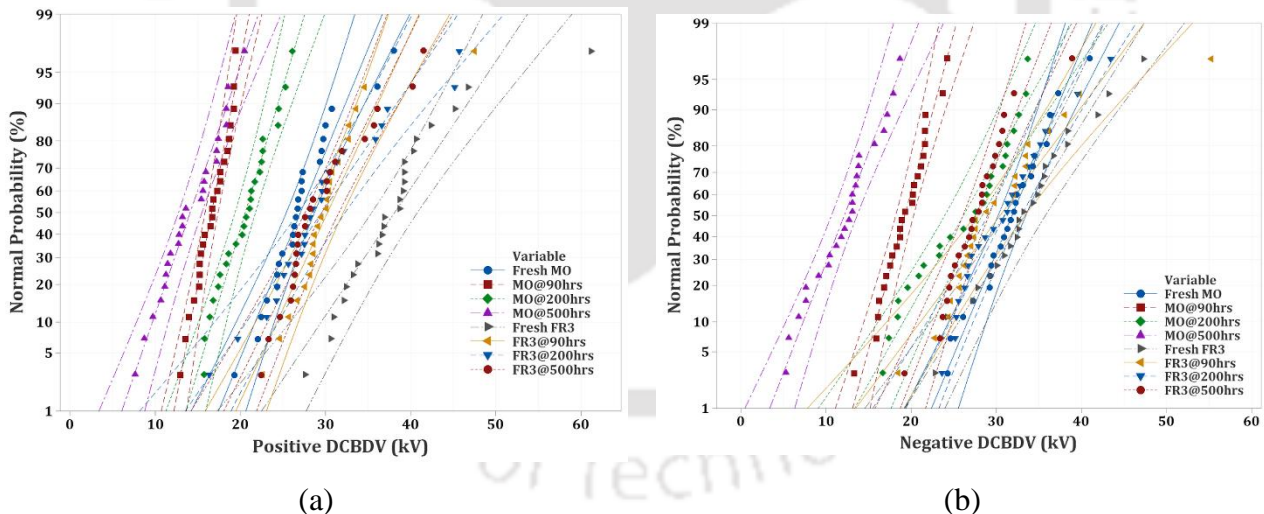 99
95
90
80
70
60
50
40
30
20
10
5
1
Normal Probability (%)
0 10 20 30 40 50 60
Positive DCBDV (kV)
Variable
Fresh MO
MO@90hrs
MO@200hrs
MO@500hrs
Fresh FR3
FR3@90hrs
FR3@200hrs
FR3@500hrs
99
95
90
80
70
60
50
40
30
20
10
5
1
Normal Probability (%)
0 10 20 30 40 50 60
Negative DCBDV (kV)
Variable
Fresh MO
MO@90hrs
MO@200hrs
MO@500hrs
Fresh FR3
FR3@90hrs
FR3@200hrs
FR3@500hrs
of Techno
(a) (b)